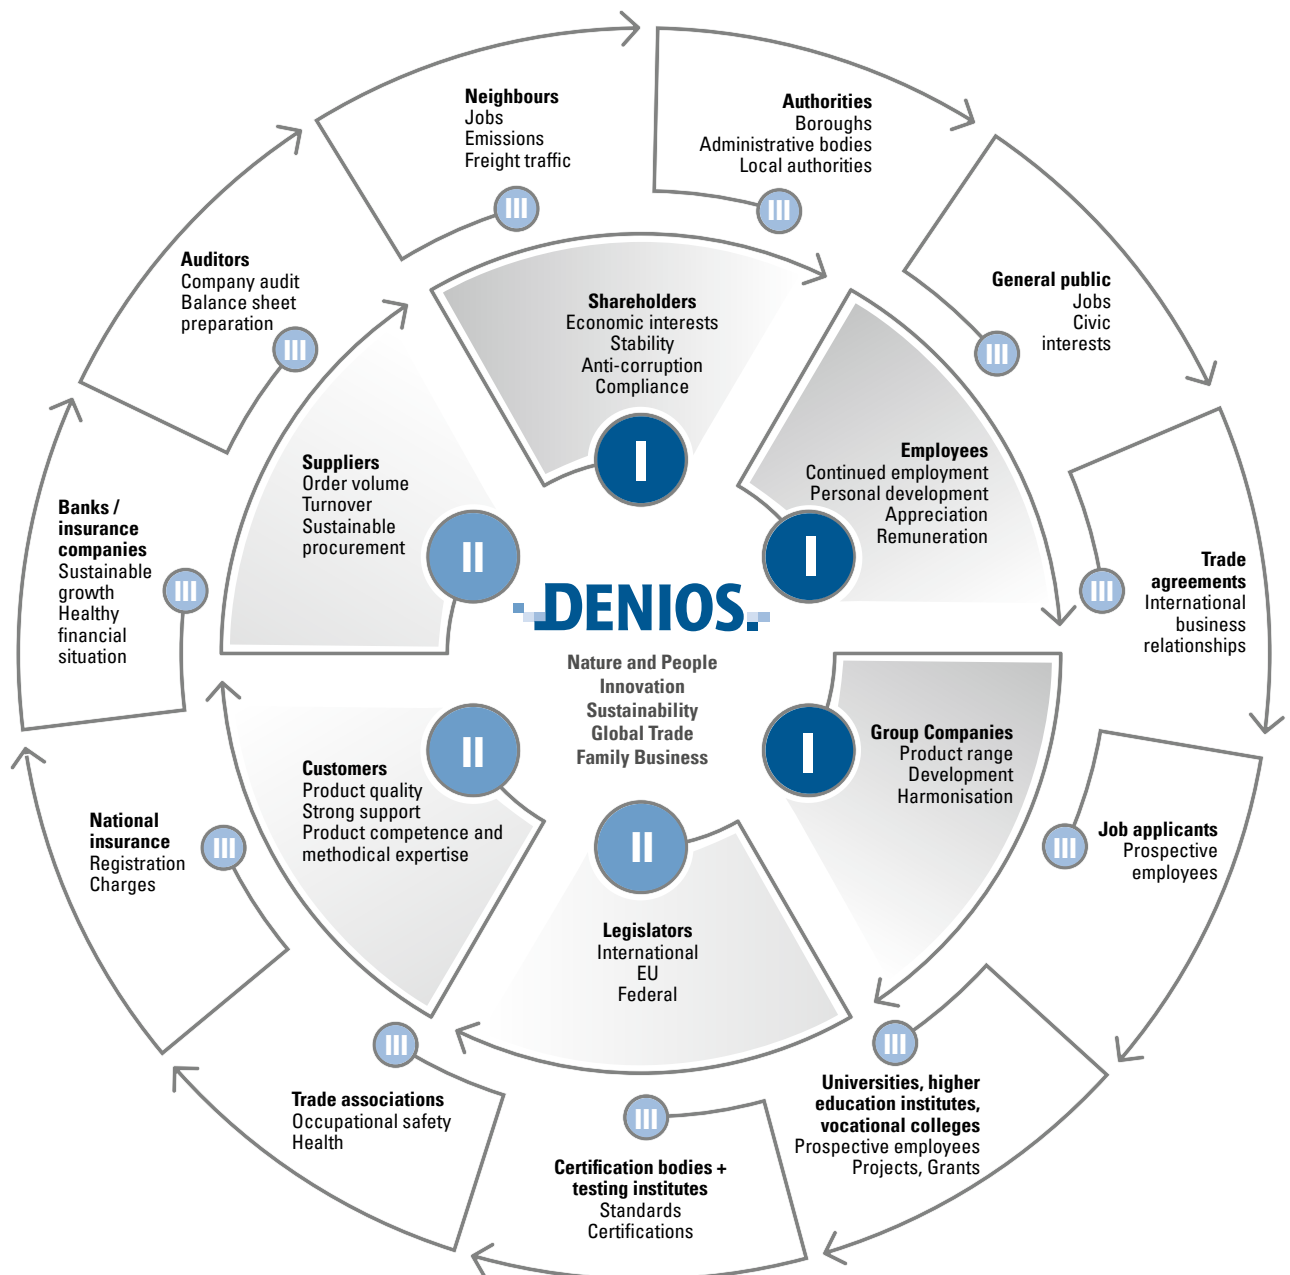 Neighbours
Jobs
Emissions
Freight traffic
III
Authorities
Boroughs
Administrative bodies
Local authorities
III
General public
Jobs
Civic
interests
III
Trade
agreements
International
business
relationships
III
Job applicants
Prospective
employees
III
Universities, higher
education institutes,
vocational colleges
Prospective employees
Projects, Grants
III
Certification bodies +
testing institutes
Standards
Certifications
III
Trade associations
Occupational safety
Health
III
National
insurance
Registration
Charges
III
Banks /
insurance
companies
Sustainable
growth
Healthy
financial
situation
III
Auditors
Company audit
Balance sheet
preparation
III
Shareholders
Economic interests
Stability
Anti-corruption
Compliance
I
Employees
Continued employment
Personal development
Appreciation
Remuneration
I
Group Companies
Product range
Development
Harmonisation
I
Legislators
International
EU
Federal
II
Customers
Product quality
Strong support
Product competence and
methodical expertise
II
Suppliers
Order volume
Turnover
Sustainable
procurement
II
DENIOS
Nature and People
Innovation
Sustainability
Global Trade
Family Business